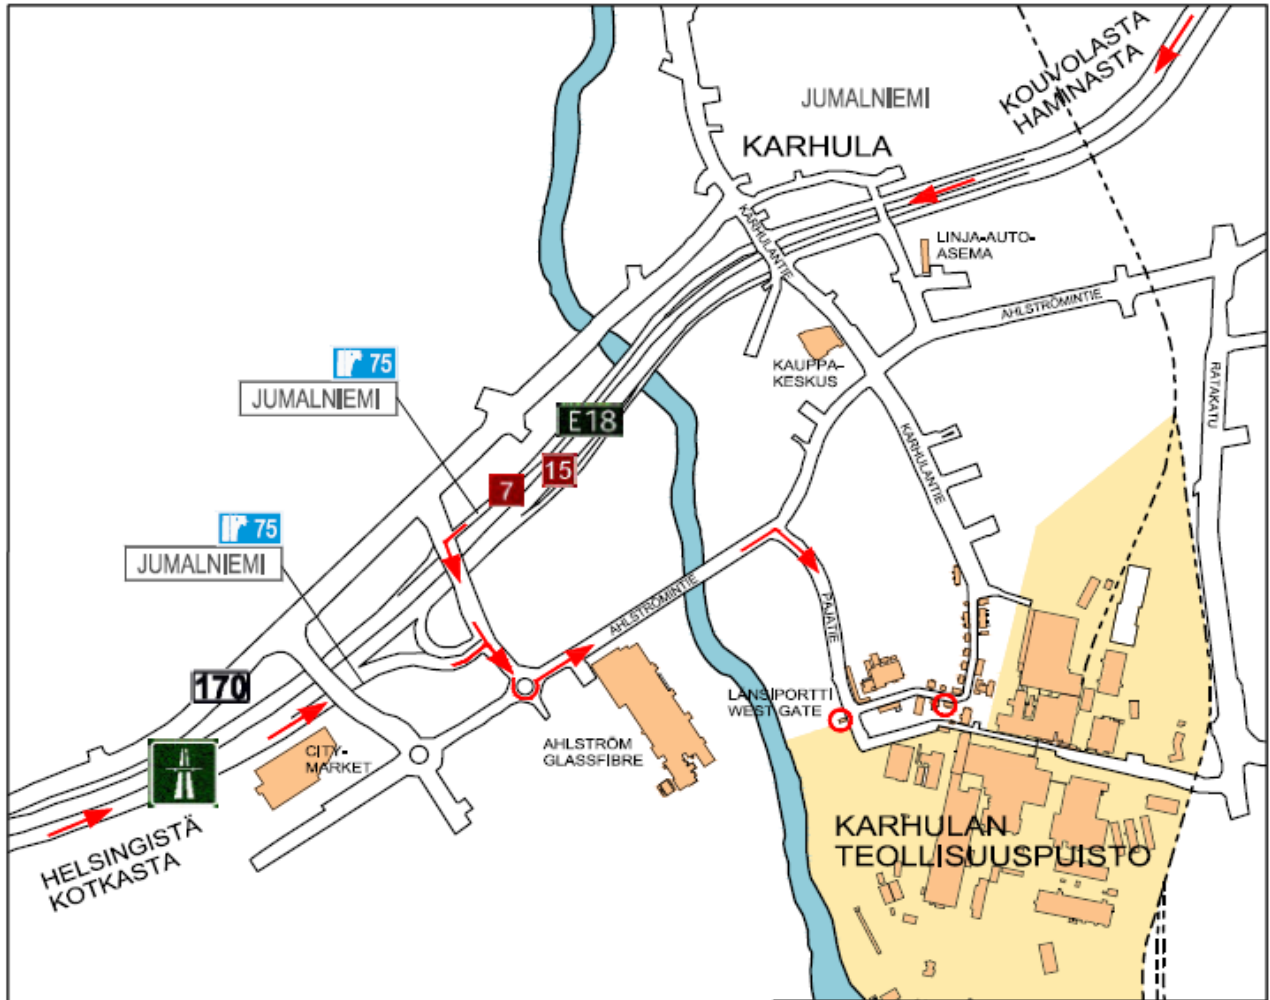 KOUVOLASTA
HAMINASTA
JUMALNIEMI
KARHULA
KARHULANTIE
LINJA-AUTO-
ASEMA
AHLSTRÖMINTIE
KAUPPA-
KESKUS
RATAKATU
75
JUMALNIEMI
E18
15
7
KARHULANTIE
75
JUMALNIEMI
AHLSTRÖMINTIE
PAJATIE
170
LÄNSIPORTTI
WEST GATE
CITY-
MARKET
AHLSTRÖM
GLASSFIBRE
HELSINGISTÄ
KOTKASTA
KARHULAN
TEOLLISUUSPUISTO